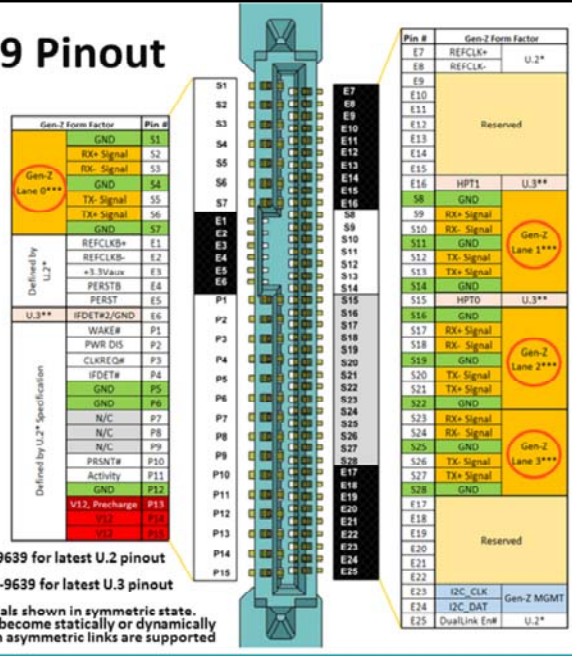 9 Pinout
Gen-Z Form Factor Pin #
GND S1
RX+ Signal S2
RX- Signal S3
Gen-Z Lane 0*** GND S4
TX- Signal S5
TX+ Signal S6
GND S7
REFCLKB+ E1
REFCLKB- E2
Defined by U.2* +3.3Vaux E3
PERSTB E4
PERST E5
U.3** IFDET#2/GND E6
WAKE# P1
PWR DIS P2
CLKREQ# P3
IFDET# P4
GND P5
GND P6
Defined by U.2* Specification N/C P7
N/C P8
N/C P9
PRSNT# P10
Activity P11
GND P12
V12, Precharge P13
V12 P14
V12 P15
9639 for latest U.2 pinout
-9639 for latest U.3 pinout
als shown in symmetric state.
become statically or dynamically
asymmetric links are supported
S1
S2
S3
S4
S5
S6
S7
E1
E2
E3
E4
E5
E6
P1
P2
P3
P4
P5
P6
P7
P8
P9
P10
P11
P12
P13
P14
P15
E7
E8
E9
E10
E11
E12
E13
E14
E15
E16
S8
S9
S10
S11
S12
S13
S14
S15
S16
S17
S18
S19
S20
S21
S22
S23
S24
S25
S26
S27
S28
E17
E18
E19
E20
E21
E22
E23
E24
E25
Pin # Gen-Z Form Factor
E7 REFCLK+ U.2*
E8 REFCLK-
E9
E10
E11
E12 Reserved
E13
E14
E15
E16 HPT1 U.3**
S8 GND
S9 RX+ Signal
S10 RX- Signal
S11 GND Gen-Z Lane 1***
S12 TX- Signal
S13 TX+ Signal
S14 GND
S15 HPT0 U.3**
S16 GND
S17 RX+ Signal
S18 RX- Signal
S19 GND Gen-Z Lane 2***
S20 TX- Signal
S21 TX+ Signal
S22 GND
S23 RX+ Signal
S24 RX- Signal
S25 GND Gen-Z Lane 3***
S26 TX- Signal
S27 TX+ Signal
S28 GND
E17
E18
E19
E20 Reserved
E21
E22
E23 I2C_CLK Gen-Z MGMT
E24 I2C_DAT
E25 DualLink En# U.2*